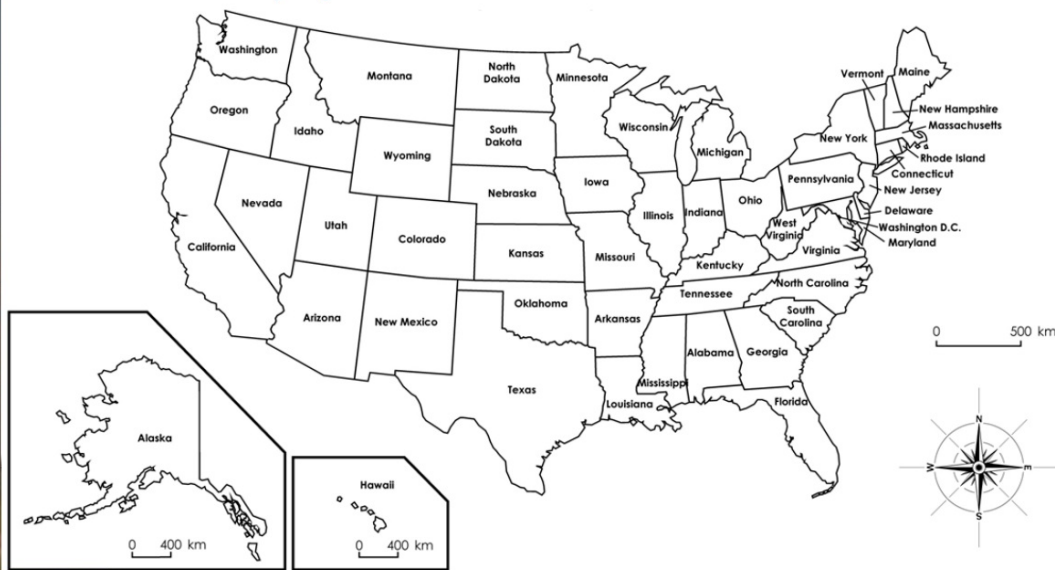 Washington
Montana
North
Dakota
Minnesota
Vermont
Maine
Oregon
Idaho
South
Dakota
Wisconsin
Michigan
New York
New Hampshire
Massachusetts
Wyoming
Rhode Island
Connecticut
Pennsylvania
New Jersey
Nebraska
Iowa
Nevada
Utah
Colorado
Illinois
Indiana
Ohio
Delaware
West
Virginia
Washington D.C.
Maryland
California
Kansas
Missouri
Virginia
Kentucky
North Carolina
Tennessee
Arizona
New Mexico
Oklahoma
Arkansas
South
Carolina
0 500 km
Alabama
Georgia
Mississippi
Texas
Louisiana
Florida
Alaska
0 400 km
Hawaii
0 400 km
N
W
E
S